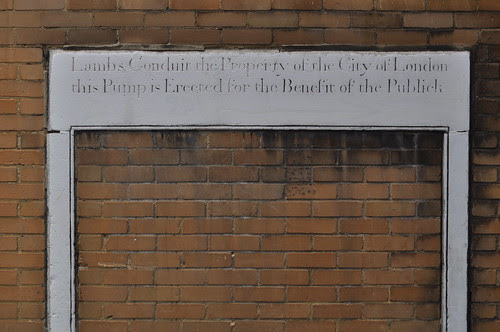 Lambs Conduit the Property of the City of London
this Pump is Erected for the Benefit of the Publick